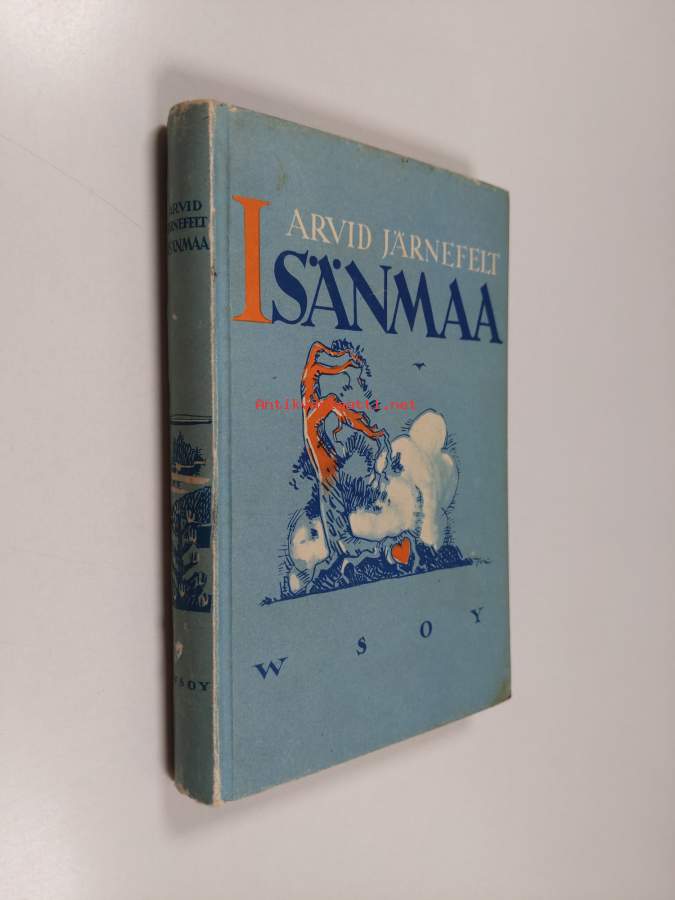 ARVID JÄRNEFELT
ISÄNMAA
W S O Y
ARVID
JÄRNEFELT
ISÄNMAA
WSOY
Antikvariaatti.net